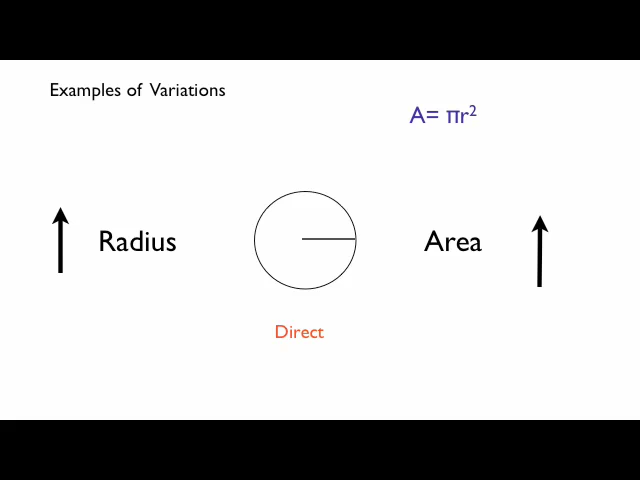 Examples of Variations
A= πr²
Radius
Area
Direct